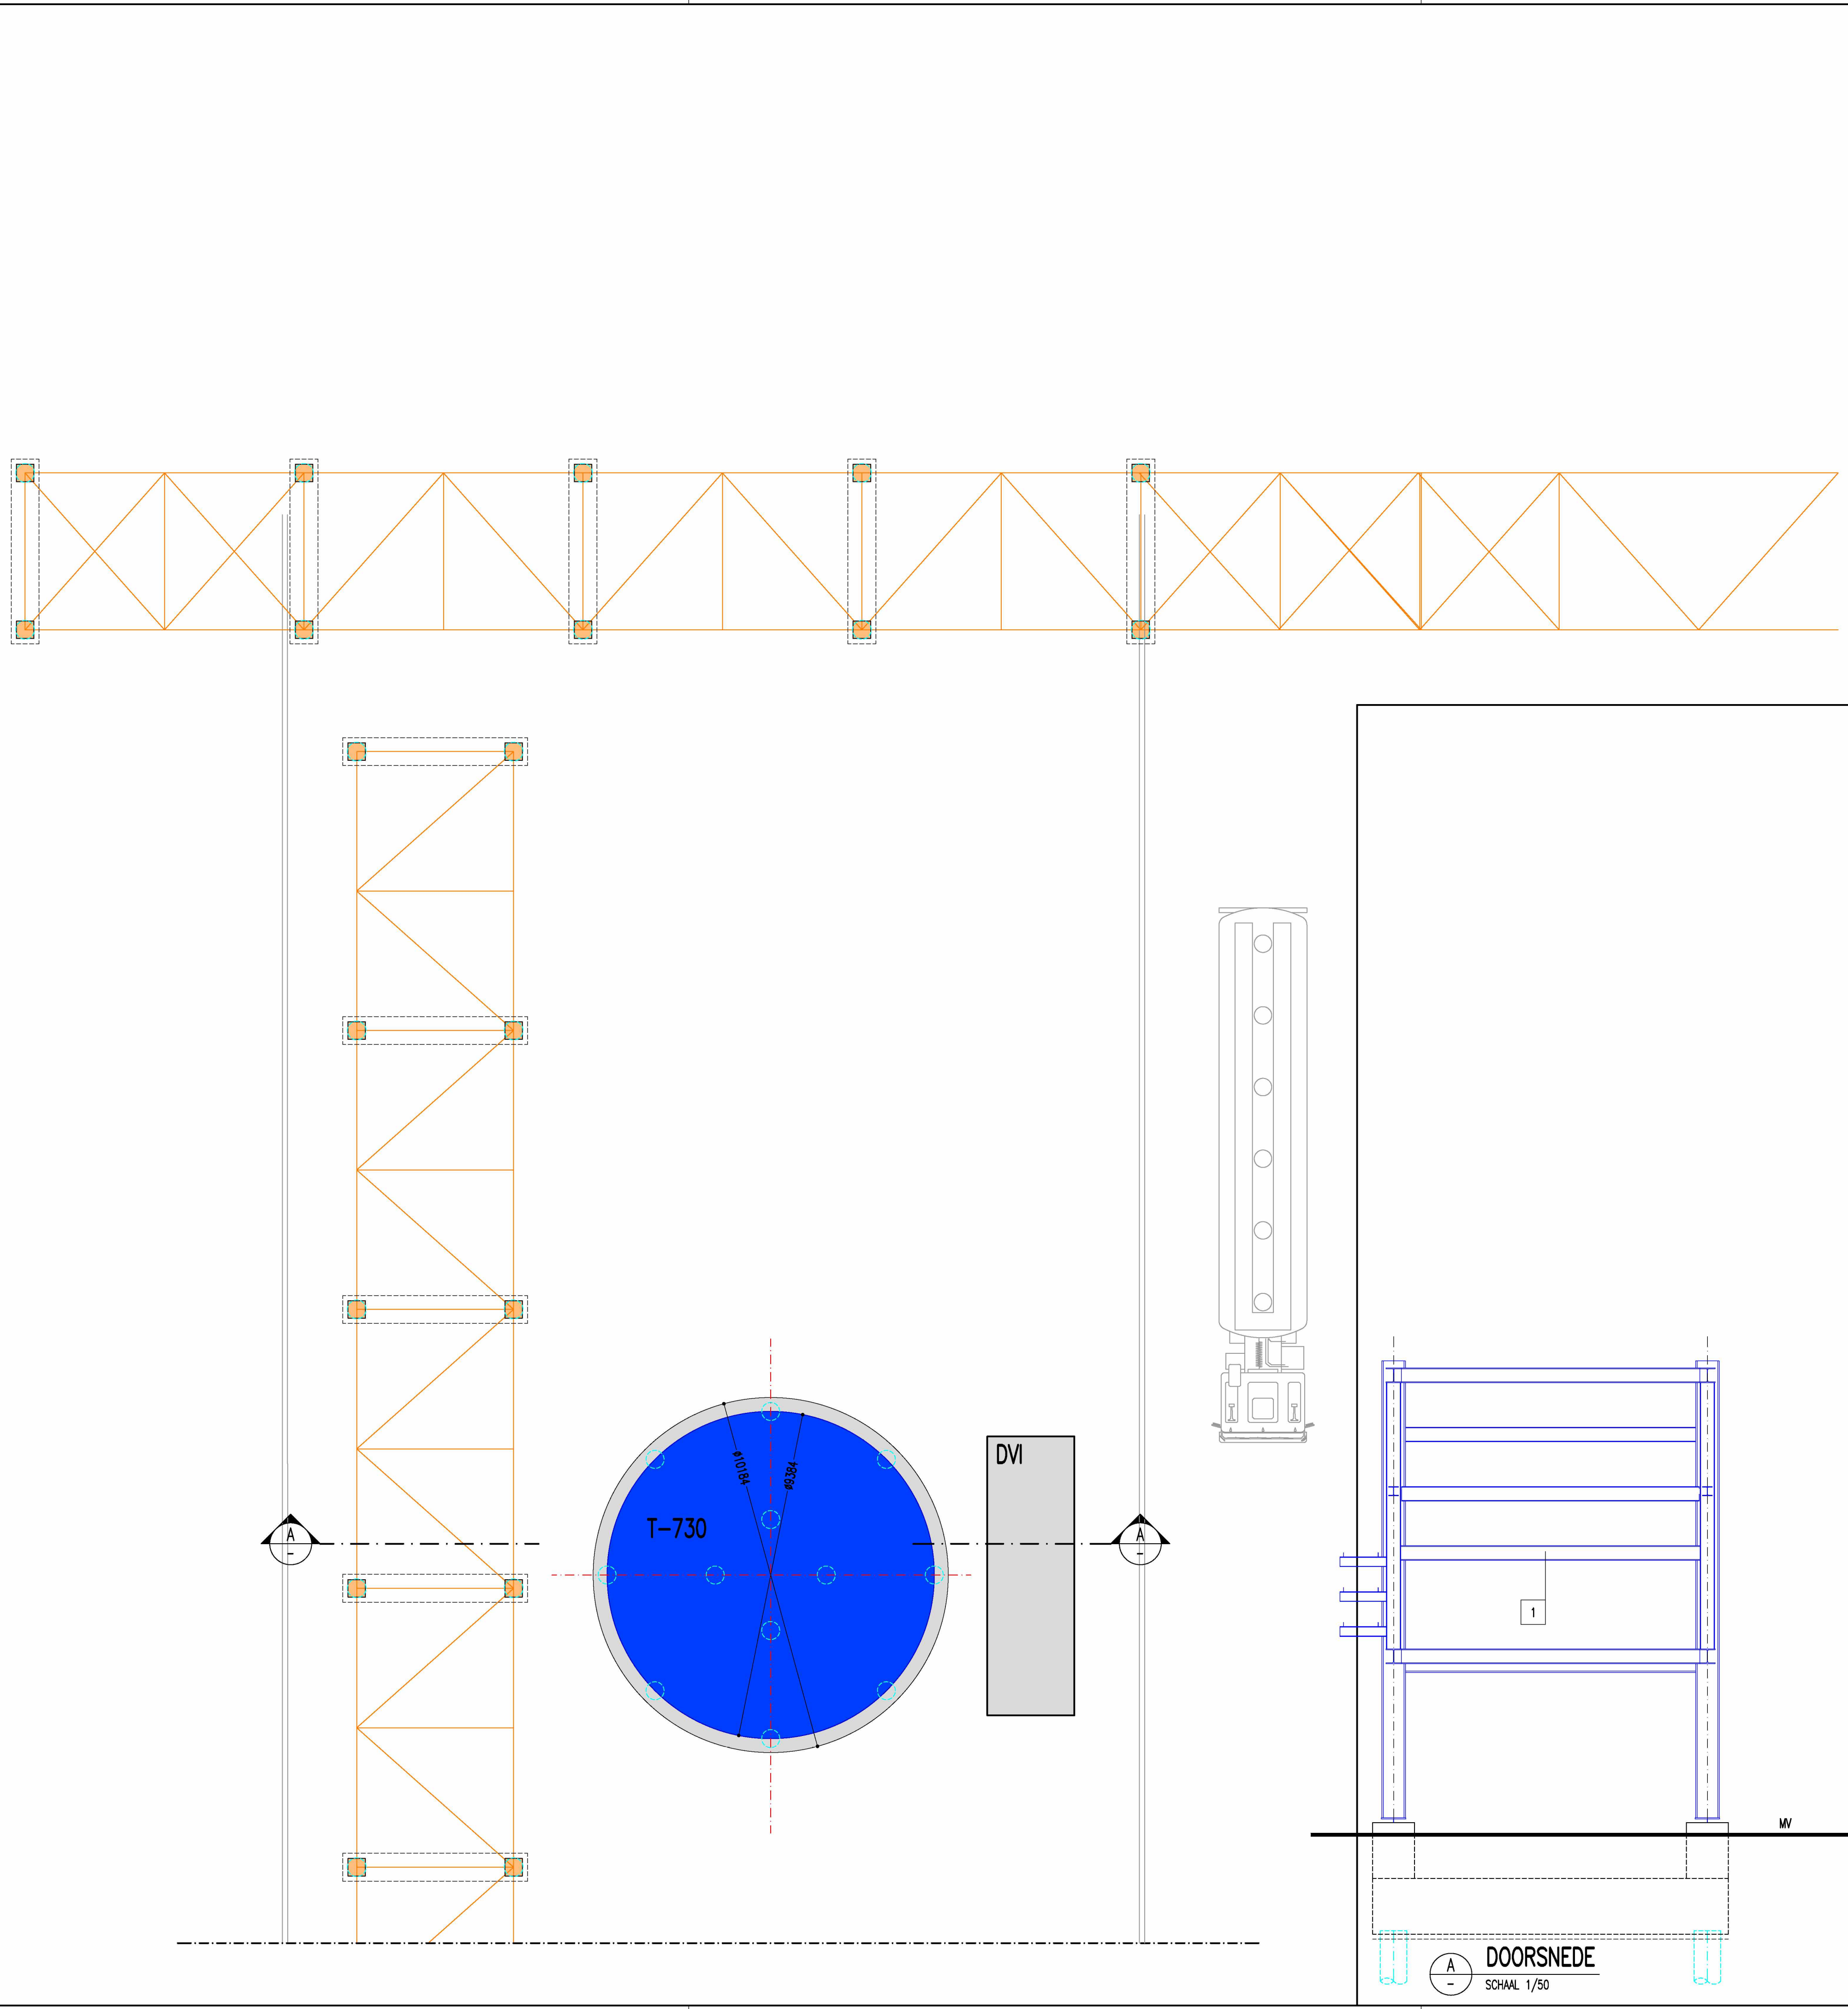 DVI
ø10184
ø9384
T-730
A
-
A
-
1
MV
A
-
DOORSNEDE
SCHAAL 1/50